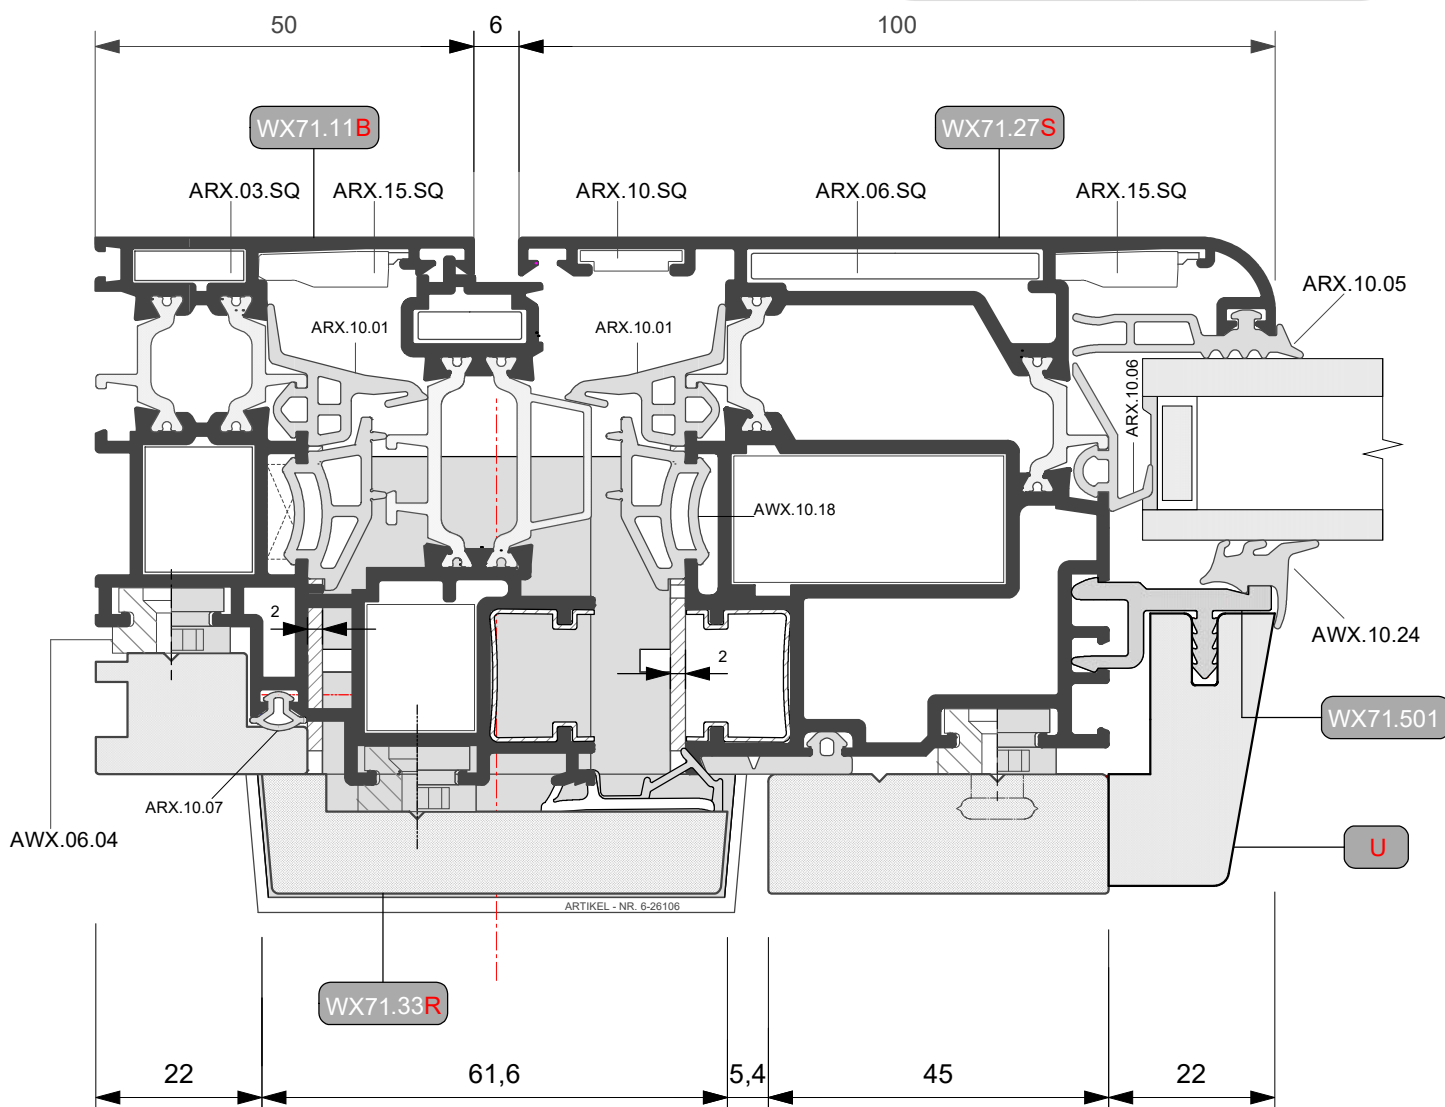 50 6 100
WX71.11B WX71.27S
ARX.03.SQ ARX.15.SQ ARX.10.SQ ARX.06.SQ ARX.15.SQ
ARX.10.05
ARX.10.01 ARX.10.01
ARX.10.06
AWX.10.18
2
AWX.10.24
2
WX71.501
ARX.10.07
AWX.06.04
U
ARTIKEL - NR. 6-26106
WX71.33R
22 61,6 5,4 45 22